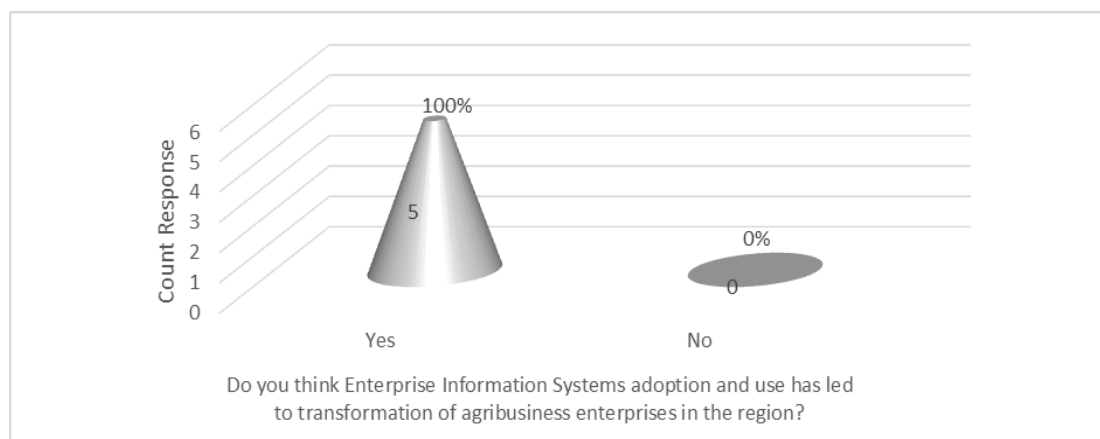 100%
Count Response
6
5
4
3
2
1
0
5
0%
0
Yes
No
Do you think Enterprise Information Systems adoption and use has led
to transformation of agribusiness enterprises in the region?